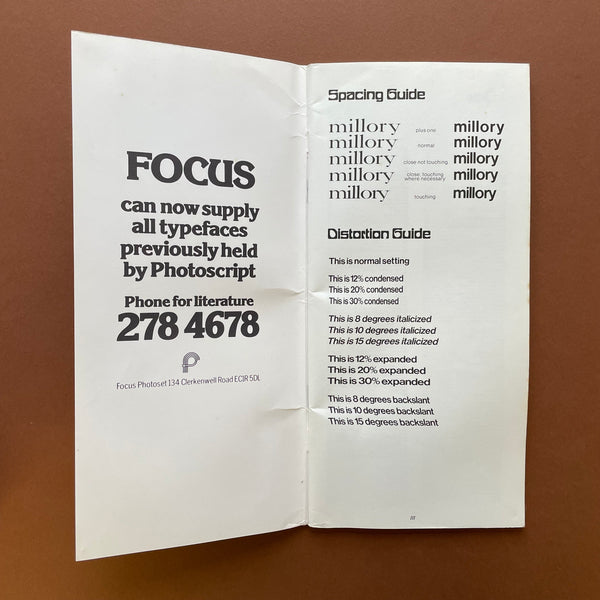 FOCUS
can now supply
all typefaces
previously held
by Photoscript
Phone for literature
278 4678
Focus Photoset 134 Clerkenwell Road EC1R 5DL
Spacing Guide
millory plus one millory
millory normal millory
millory close not touching millory
millory close, touching where necessary millory
millory touching millory
Distortion Guide
This is normal setting
This is 12% condensed
This is 20% condensed
This is 30% condensed
This is 8 degrees italicized
This is 10 degrees italicized
This is 15 degrees italicized
This is 12% expanded
This is 20% expanded
This is 30% expanded
This is 8 degrees backslant
This is 10 degrees backslant
This is 15 degrees backslant